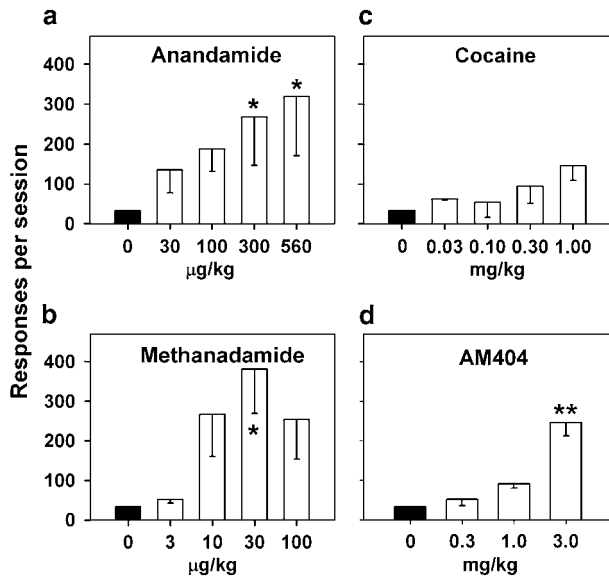 Responses per session
a
Anandamide
400
300
200
100
0
*
*
0 30 100 300 560
μg/kg
c
Cocaine
0 0.03 0.10 0.30 1.00
mg/kg
b
Methanadamide
400
300
200
100
0
*
0 3 10 30 100
μg/kg
d
AM404
**
0 0.3 1.0 3.0
mg/kg